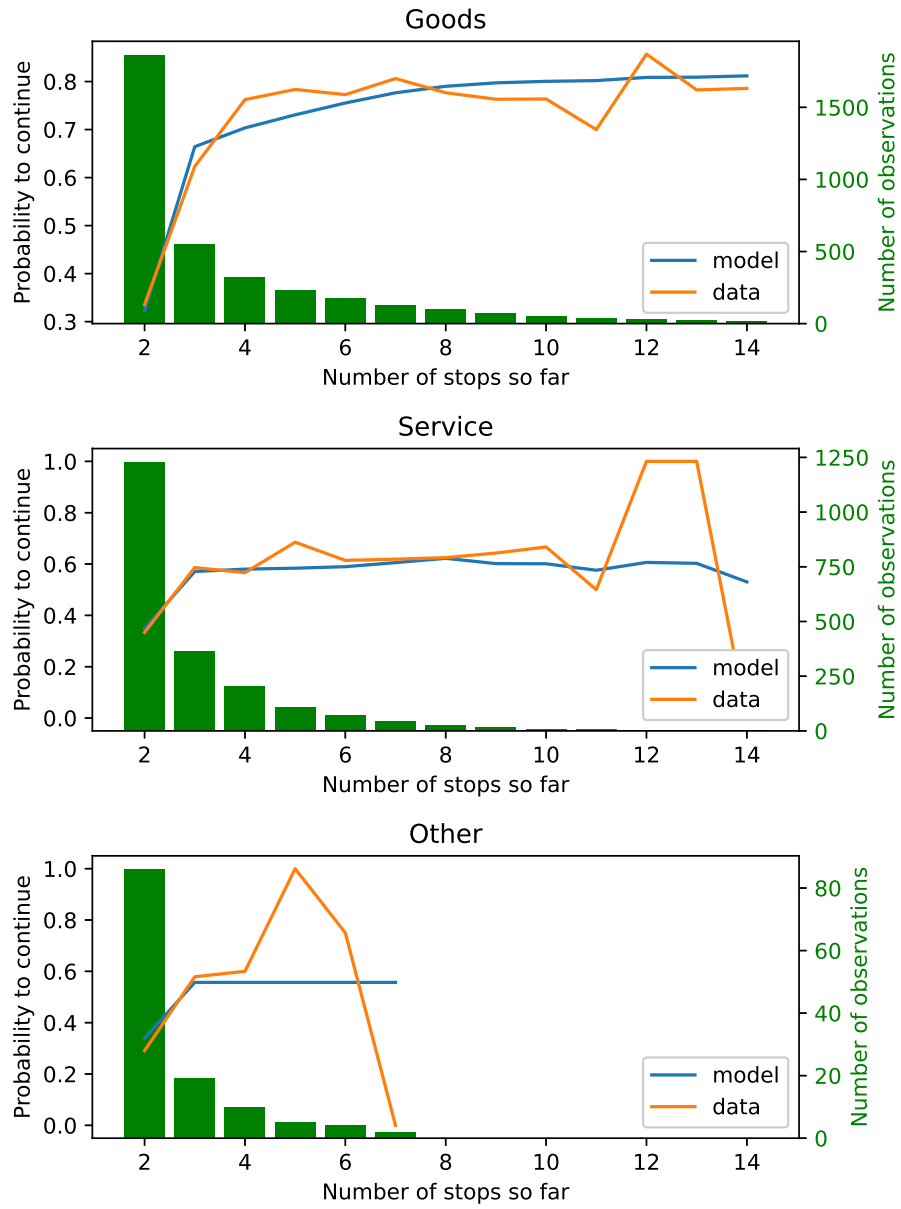 Goods
Probability to continue
0.8
0.7
0.6
0.5
0.4
0.3
1500
1000
500
0
Number of observations
model
data
2 4 6 8 10 12 14
Number of stops so far
Service
Probability to continue
1.0
0.8
0.6
0.4
0.2
0.0
1250
1000
750
500
250
0
Number of observations
model
data
2 4 6 8 10 12 14
Number of stops so far
Other
Probability to continue
1.0
0.8
0.6
0.4
0.2
0.0
80
60
40
20
0
Number of observations
model
data
2 4 6 8 10 12 14
Number of stops so far